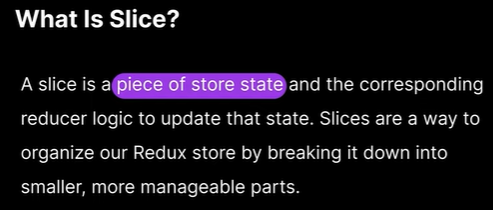 What Is Slice?
A slice is a piece of store state and the corresponding
reducer logic to update that state. Slices are a way to
organize our Redux store by breaking it down into
smaller, more manageable parts.